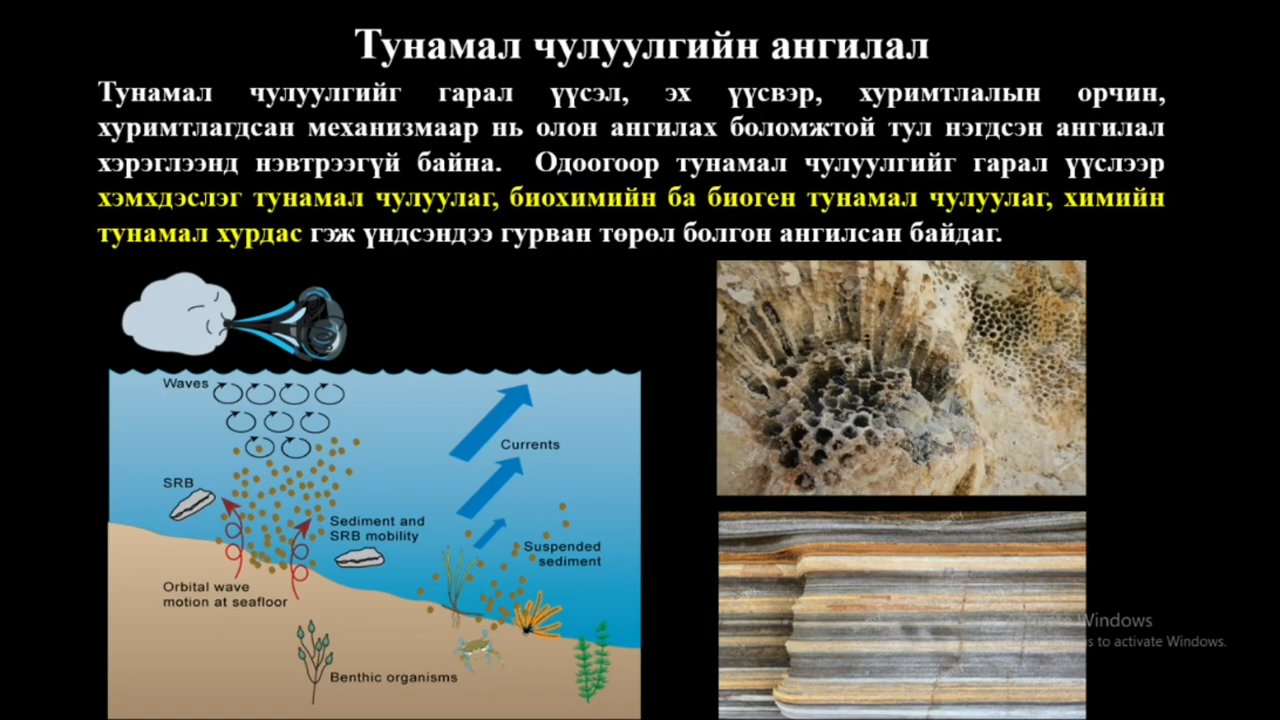 Тунамал чулуулгийн ангилал
Тунамал чулуулгийг гарал үүсэл, эх үүсвэр, хуримтлалын орчин,
хуримтлагдсан механизмаар нь олон ангилах боломжтой тул нэгдсэн ангилал
хэрэглээнд нэвтрээгүй байна. Одоогоор тунамал чулуулгийг гарал үүслээр
хэмхдэслэг тунамал чулуулаг, биохимийн ба биоген тунамал чулуулаг, химийн
тунамал хурдас гэж үндсэндээ гурван төрөл болгон ангилсан байдаг.
Waves
Currents
SRB
Sediment and
SRB mobility
Suspended
sediment
Orbital wave
motion at seafloor
Benthic organisms
Windows
to activate Windows.